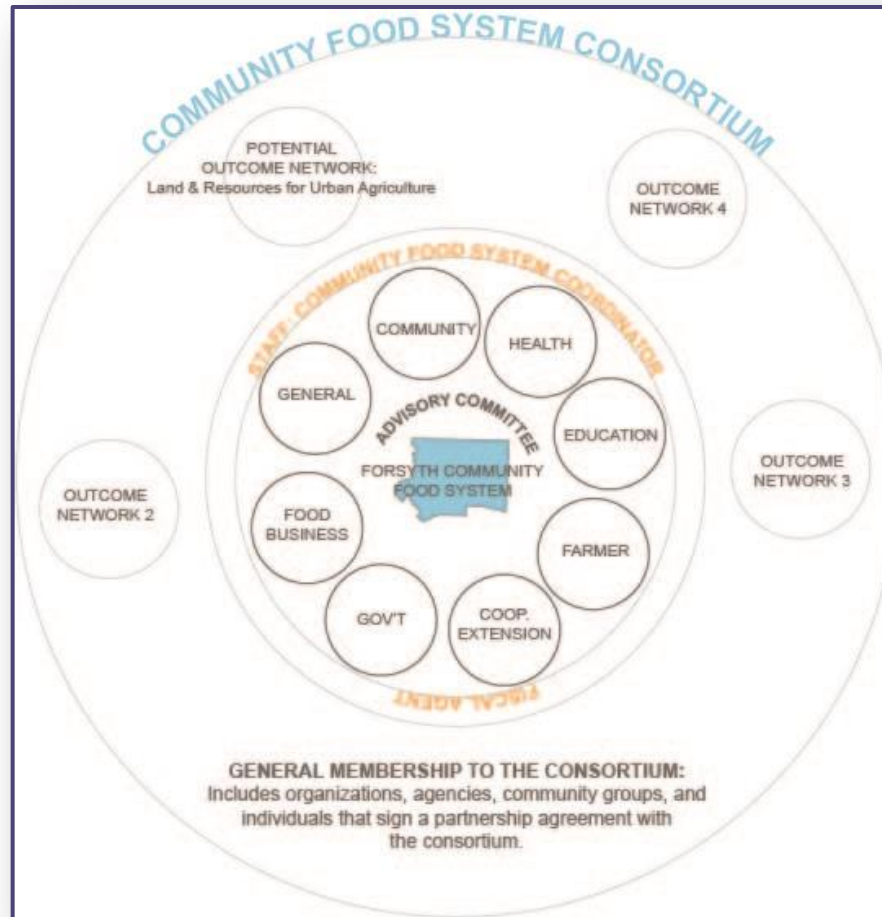 COMMUNITY FOOD SYSTEM CONSORTIUM
POTENTIAL
OUTCOME NETWORK:
Land & Resources for Urban Agriculture
OUTCOME
NETWORK 4
STAFF: COMMUNITY FOOD SYSTEM COORDINATOR
COMMUNITY
HEALTH
GENERAL
ADVISORY COMMITTEE
EDUCATION
FORSYTH COMMUNITY
FOOD SYSTEM
OUTCOME
NETWORK 2
OUTCOME
NETWORK 3
FOOD
BUSINESS
FARMER
GOV'T
COOP.
EXTENSION
FISCAL AGENT
GENERAL MEMBERSHIP TO THE CONSORTIUM:
Includes organizations, agencies, community groups, and
individuals that sign a partnership agreement with
the consortium.